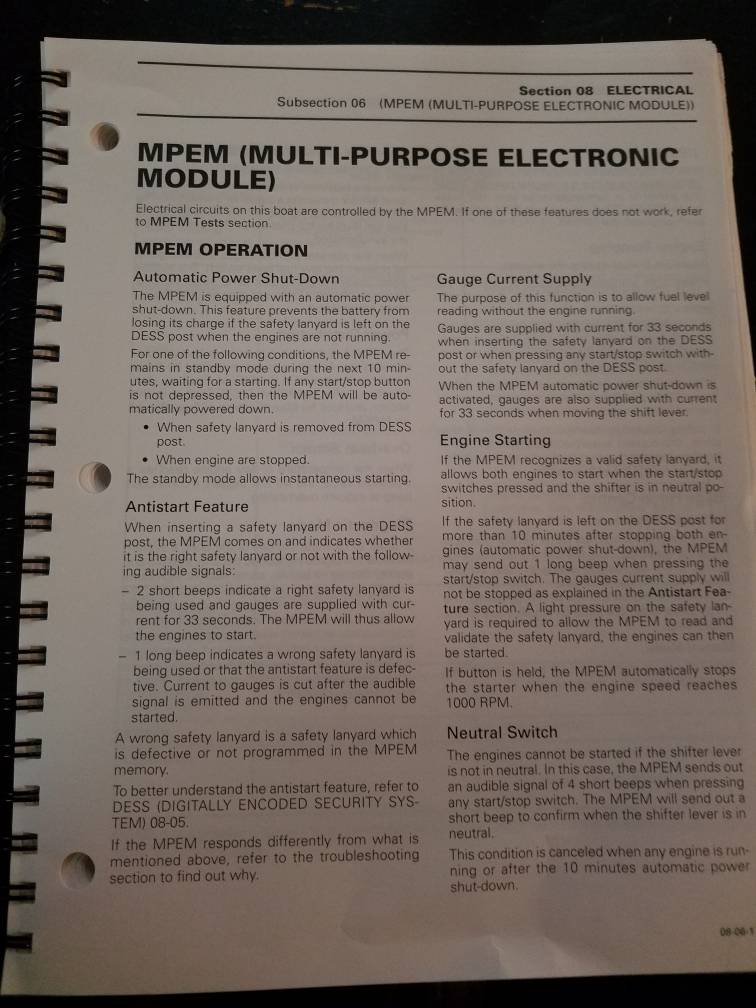 Section 08 ELECTRICAL
Subsection 06 (MPEM (MULTI-PURPOSE ELECTRONIC MODULE))
MPEM (MULTI-PURPOSE ELECTRONIC
MODULE)
Electrical circuits on this boat are controlled by the MPEM. If one of these features does not work, refer
to MPEM Tests section.
MPEM OPERATION
Automatic Power Shut-Down
The MPEM is equipped with an automatic power
shut-down. This feature prevents the battery from
losing its charge if the safety lanyard is left on the
DESS post when the engines are not running.
For one of the following conditions, the MPEM re-
mains in standby mode during the next 10 min-
utes, waiting for a starting. If any start/stop button
is not depressed, then the MPEM will be auto-
matically powered down.
• When safety lanyard is removed from DESS
post.
• When engine are stopped.
The standby mode allows instantaneous starting.
Antistart Feature
When inserting a safety lanyard on the DESS
post, the MPEM comes on and indicates whether
it is the right safety lanyard or not with the follow-
ing audible signals:
– 2 short beeps indicate a right safety lanyard is
being used and gauges are supplied with cur-
rent for 33 seconds. The MPEM will thus allow
the engines to start.
– 1 long beep indicates a wrong safety lanyard is
being used or that the antistart feature is defec-
tive. Current to gauges is cut after the audible
signal is emitted and the engines cannot be
started.
A wrong safety lanyard is a safety lanyard which
is defective or not programmed in the MPEM
memory.
To better understand the antistart feature, refer to
DESS (DIGITALLY ENCODED SECURITY SYS-
TEM) 08-05.
If the MPEM responds differently from what is
mentioned above, refer to the troubleshooting
section to find out why.
Gauge Current Supply
The purpose of this function is to allow fuel level
reading without the engine running.
Gauges are supplied with current for 33 seconds
when inserting the safety lanyard on the DESS
post or when pressing any start/stop switch with-
out the safety lanyard on the DESS post.
When the MPEM automatic power shut-down is
activated, gauges are also supplied with current
for 33 seconds when moving the shift lever.
Engine Starting
If the MPEM recognizes a valid safety lanyard, it
allows both engines to start when the start/stop
switches pressed and the shifter is in neutral po-
sition.
If the safety lanyard is left on the DESS post for
more than 10 minutes after stopping both en-
gines (automatic power shut-down), the MPEM
may send out 1 long beep when pressing the
start/stop switch. The gauges current supply will
not be stopped as explained in the Antistart Fea-
ture section. A light pressure on the safety lan-
yard is required to allow the MPEM to read and
validate the safety lanyard, the engines can then
be started.
If button is held, the MPEM automatically stops
the starter when the engine speed reaches
1000 RPM.
Neutral Switch
The engines cannot be started if the shifter lever
is not in neutral. In this case, the MPEM sends out
an audible signal of 4 short beeps when pressing
any start/stop switch. The MPEM will send out a
short beep to confirm when the shifter lever is in
neutral.
This condition is canceled when any engine is run-
ning or after the 10 minutes automatic power
shut-down.
08-06-1